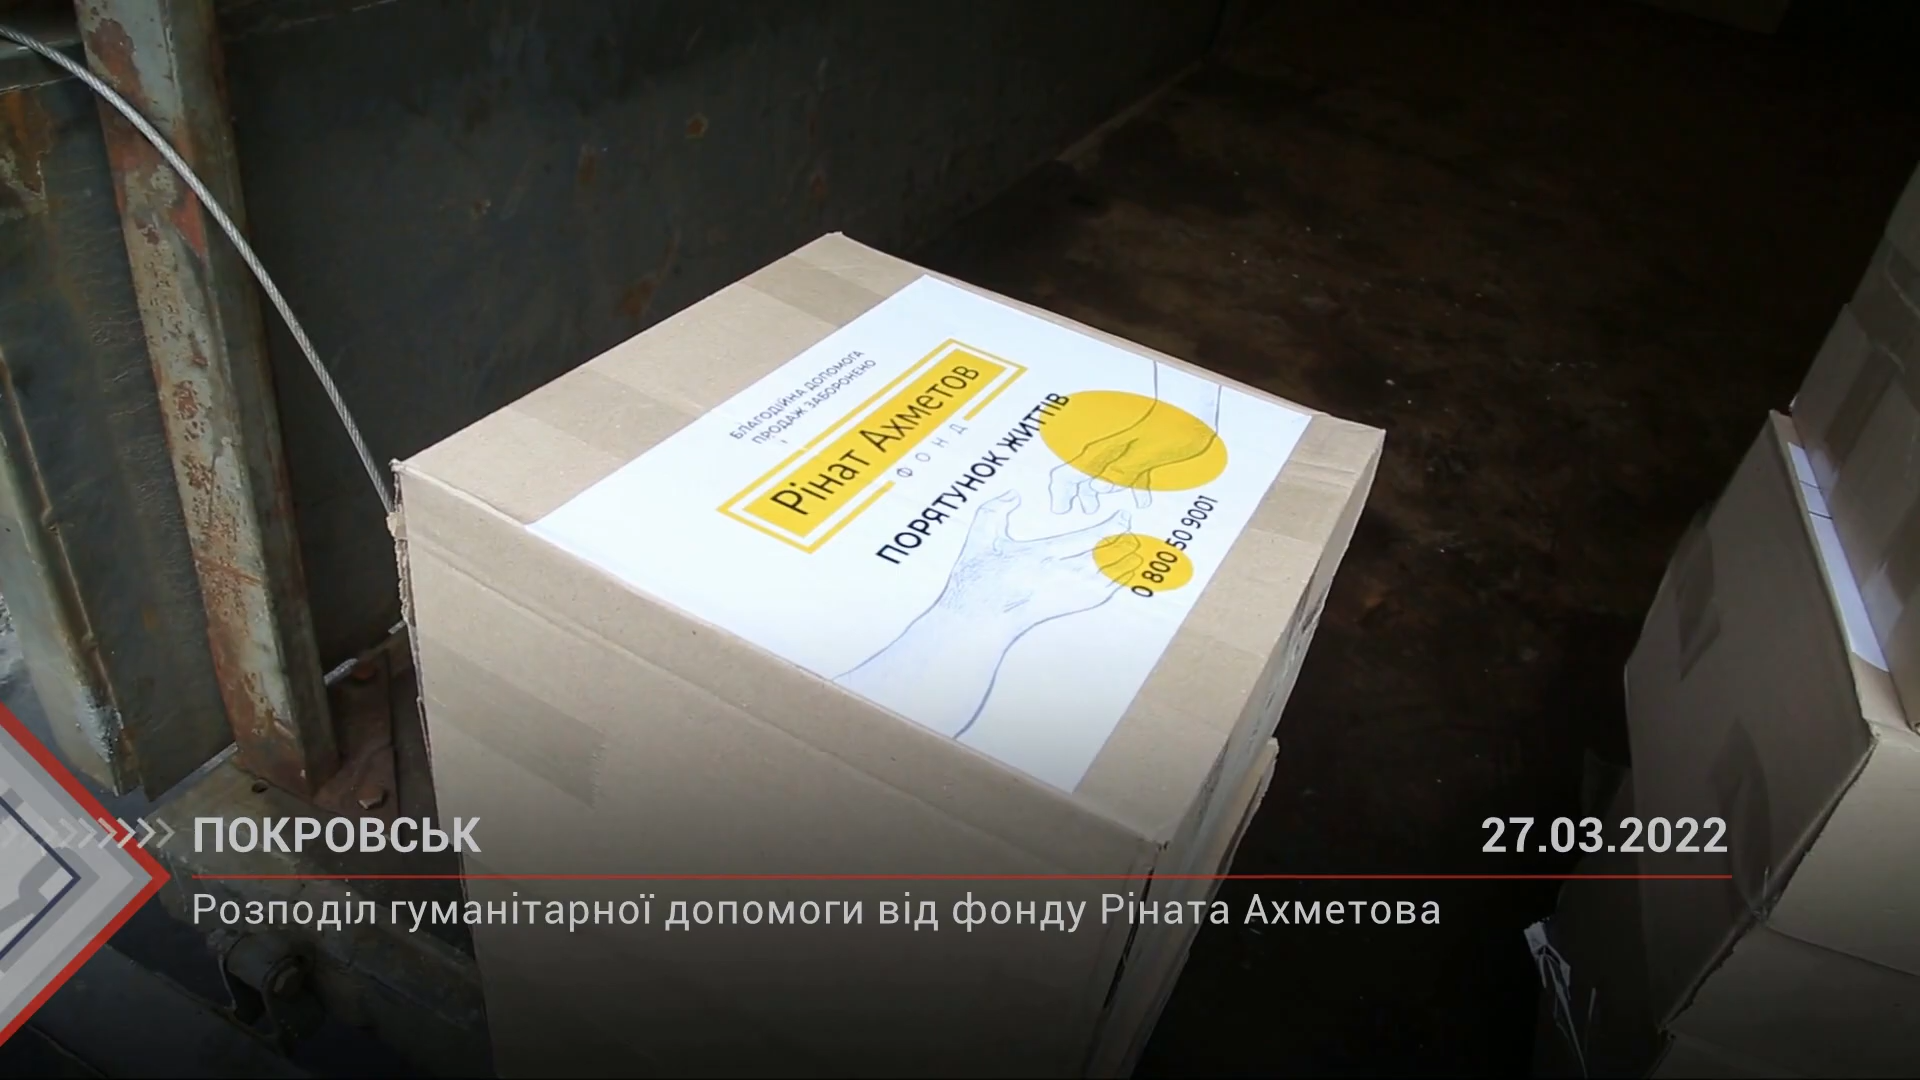 БЛАГОДІЙНА ДОПОМОГА
ПРОДАЖ ЗАБОРОНЕНО
Рінат Ахметов
ФОНД
ПОРЯТУНОК ЖИТТІВ
0 800 50 9001
ПОКРОВСЬК
27.03.2022
Розподіл гуманітарної допомоги від фонду Ріната Ахметова